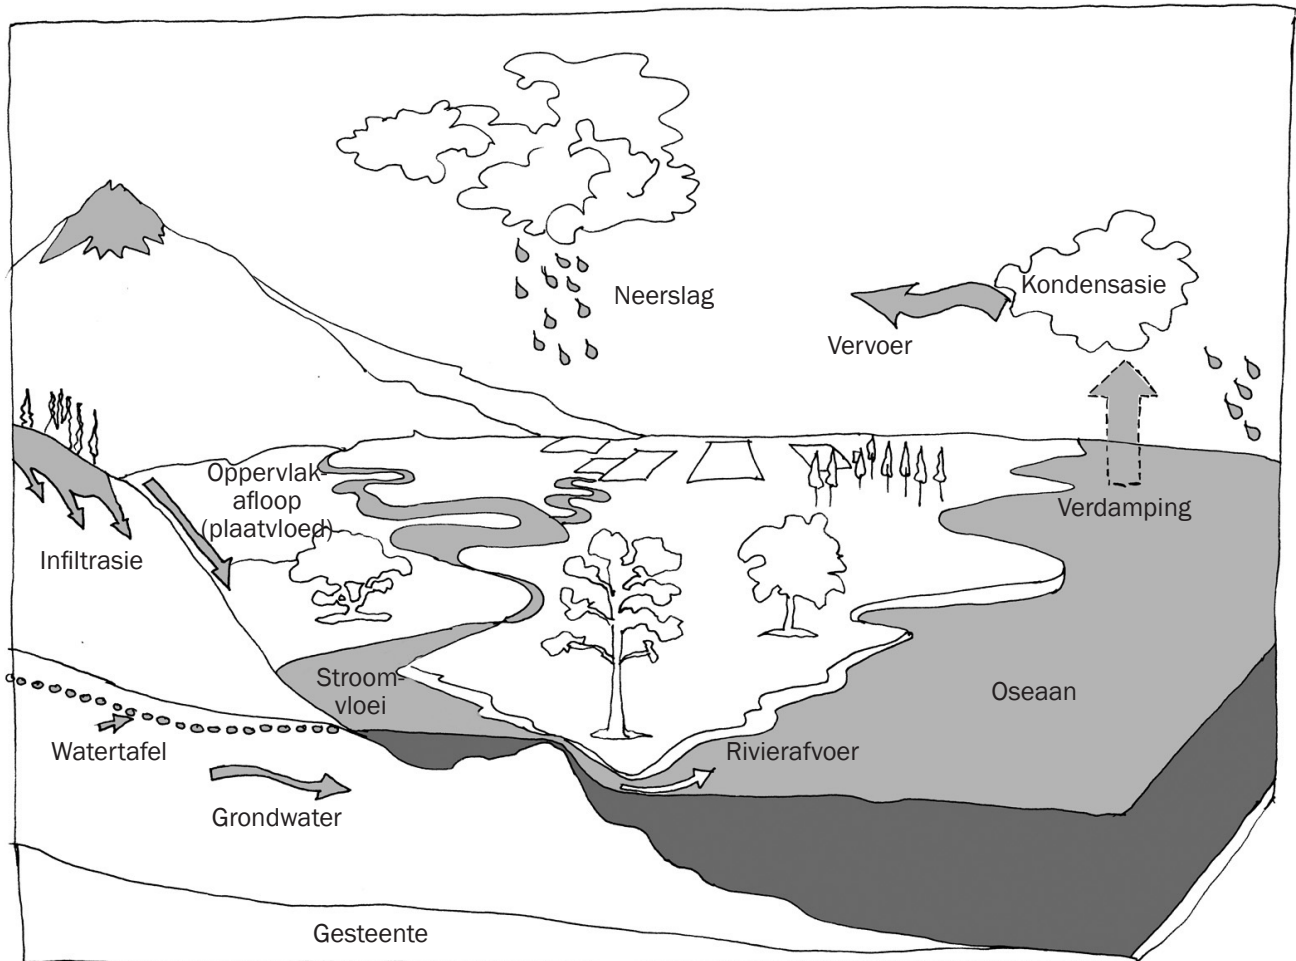 Kondensasie
Neerslag
Vervoer
Oppervlak-
afloop
(plaatvloed)
Verdamping
Infiltrasie
Stroom-
vloei
Oseaan
Watertafel
Rivierafvoer
Grondwater
Gesteente